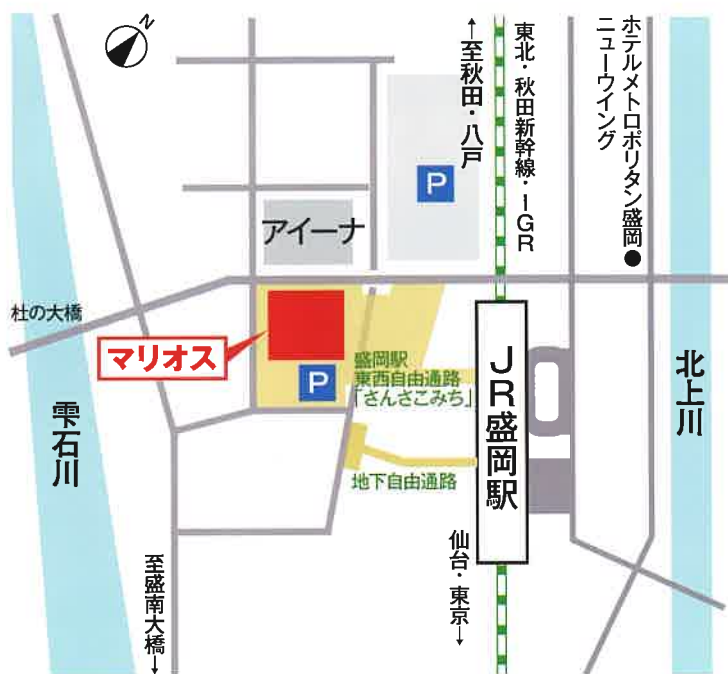 N
←至秋田・八戸
東北・秋田新幹線・IGR
ホテルメトロポリタン盛岡●
ニューウイング
P
アイーナ
杜の大橋
マリオス
P
盛岡駅
東西自由通路
「さんさこみち」
JR盛岡駅
北上川
雫石川
地下自由通路
仙台・東京→
至盛南大橋→